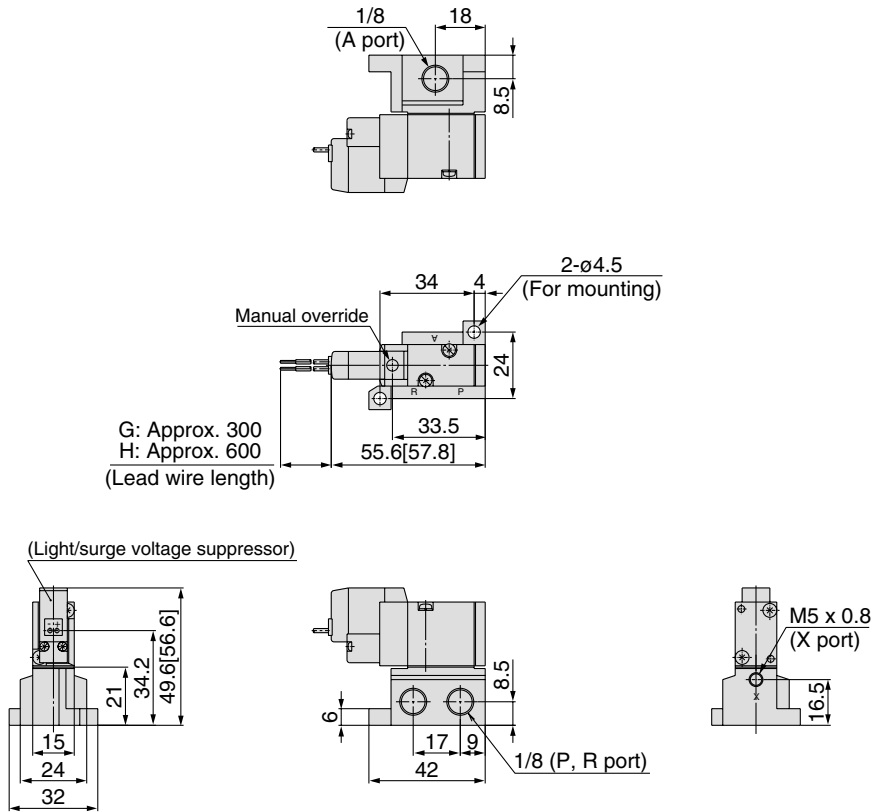 1/8
(A port)
18
8.5
2-ø4.5
(For mounting)
34
4
Manual override
A
24
R
P
33.5
G: Approx. 300
H: Approx. 600
(Lead wire length)
55.6[57.8]
(Light/surge voltage suppressor)
21
34.2
49.6[56.6]
15
24
32
6
8.5
17
9
42
1/8 (P, R port)
M5 x 0.8
(X port)
X
16.5